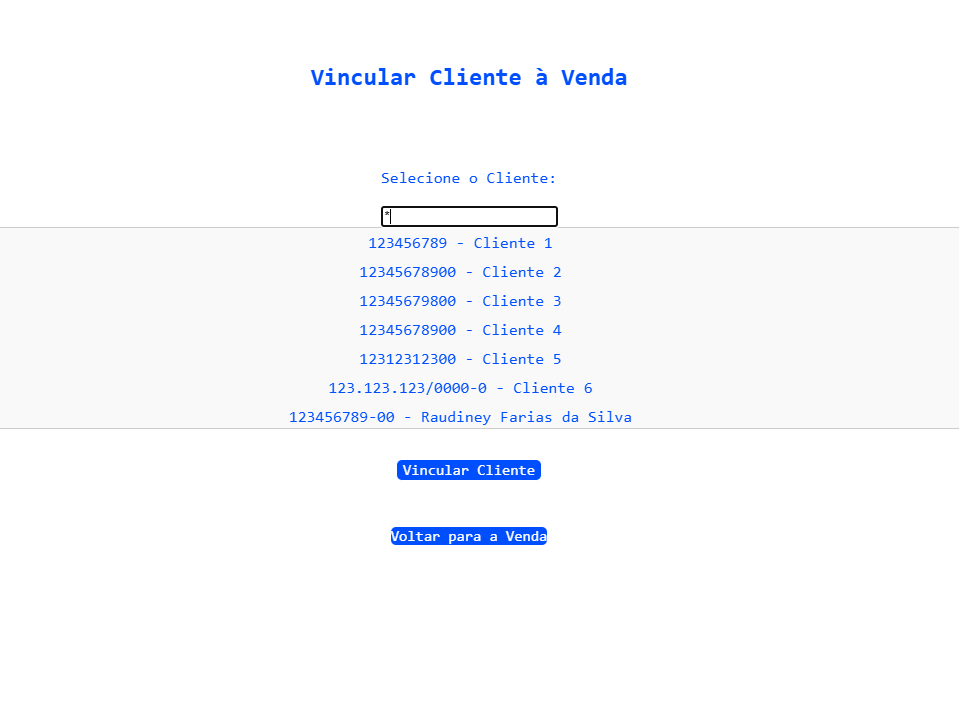 Vincular Cliente à Venda
Selecione o Cliente:
*
123456789 - Cliente 1
12345678900 - Cliente 2
12345679800 - Cliente 3
12345678900 - Cliente 4
12312312300 - Cliente 5
123.123.123/0000-0 - Cliente 6
123456789-00 - Raudiney Farias da Silva
Vincular Cliente
Voltar para a Venda